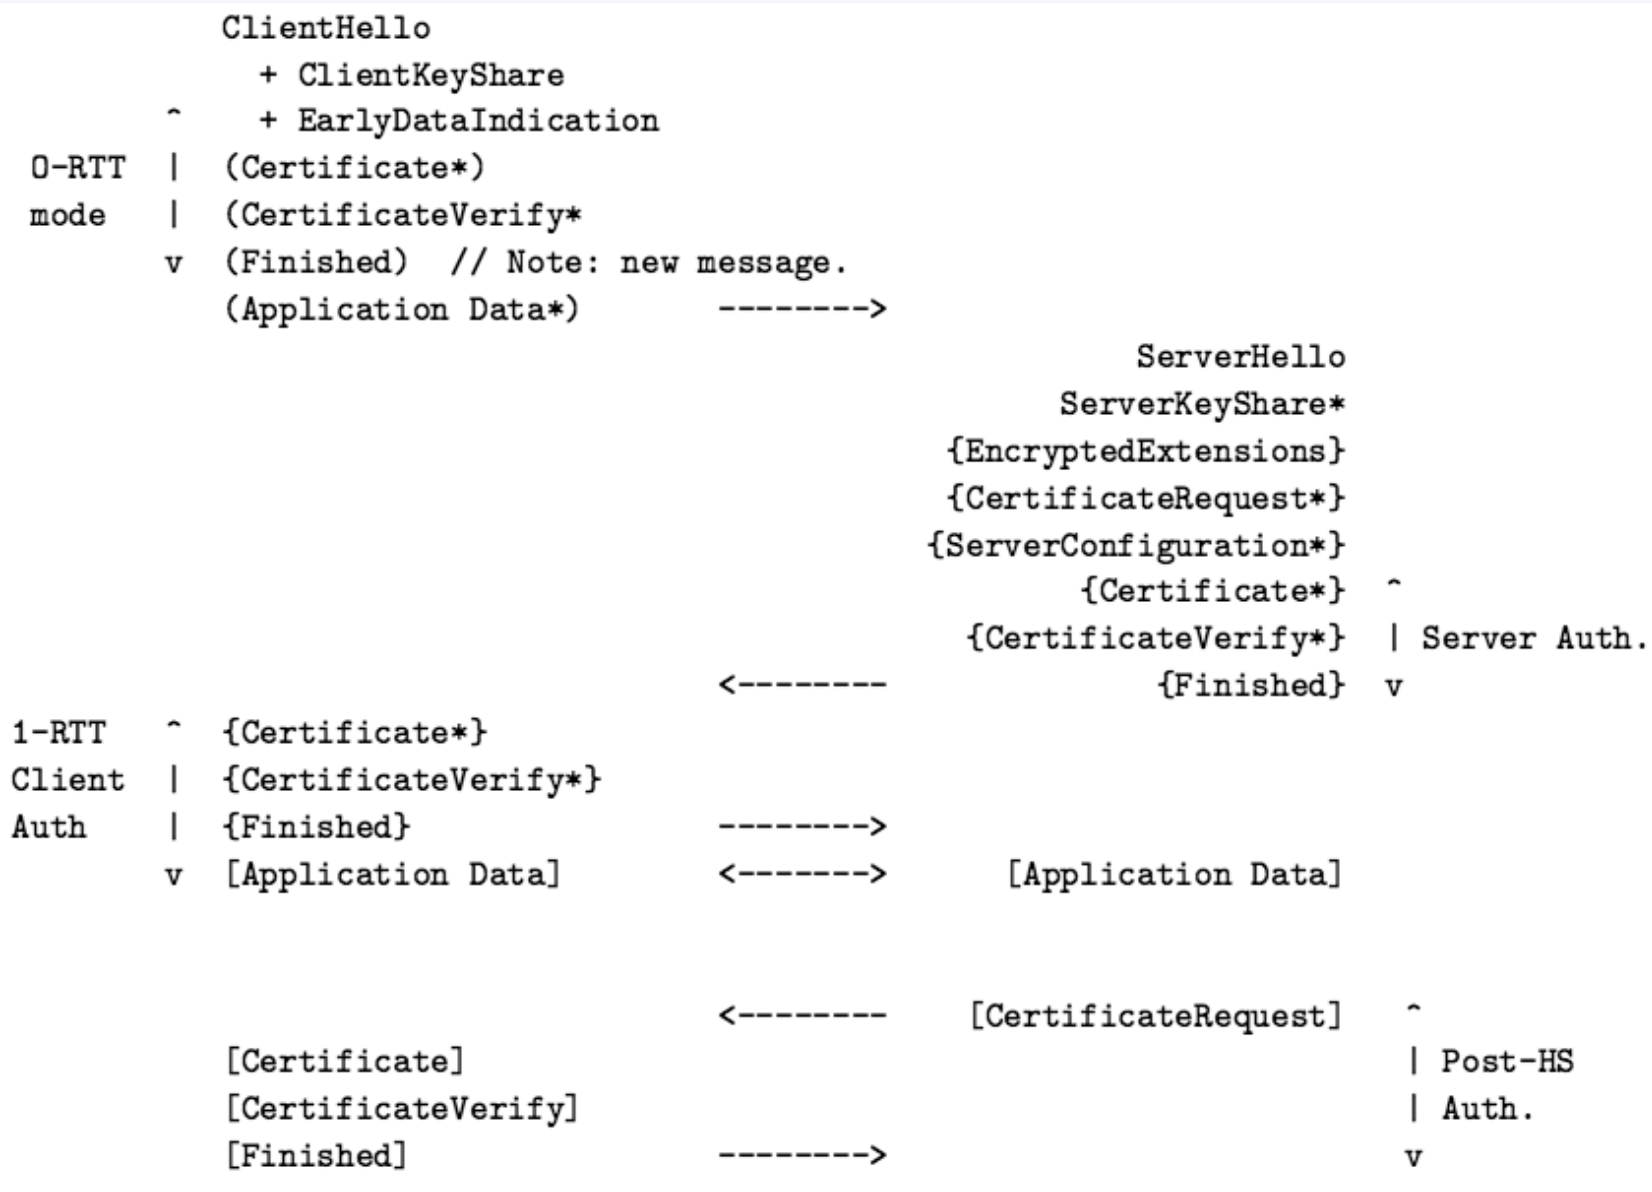 ClientHello
+ ClientKeyShare
^ + EarlyDataIndication
0-RTT | (Certificate*)
mode | (CertificateVerify*
v (Finished) // Note: new message.
(Application Data*) -------->
ServerHello
ServerKeyShare*
{EncryptedExtensions}
{CertificateRequest*}
{ServerConfiguration*}
{Certificate*} ^
{CertificateVerify*} | Server Auth.
<-------- {Finished} v
1-RTT ^ {Certificate*}
Client | {CertificateVerify*}
Auth | {Finished} -------->
v [Application Data] <-------> [Application Data]
<-------- [CertificateRequest] ^
[Certificate] | Post-HS
[CertificateVerify] | Auth.
[Finished] --------> v